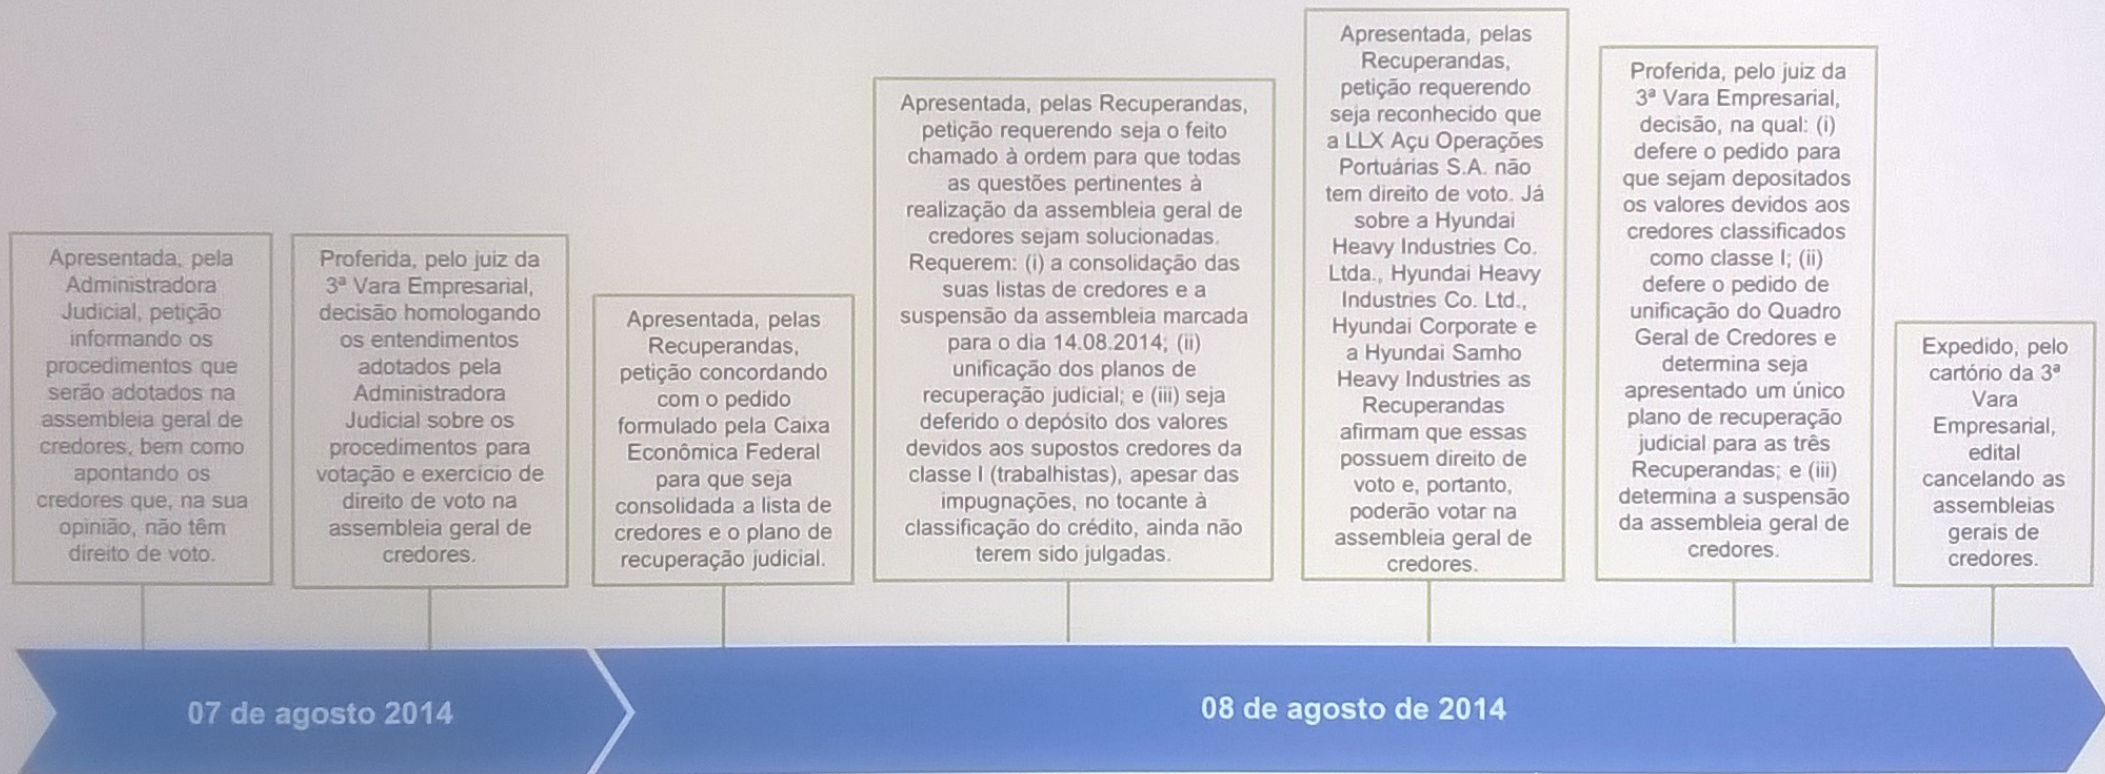 Apresentada, pela
Administradora
Judicial, petição
informando os
procedimentos que
serão adotados na
assembleia geral de
credores, bem como
apontando os
credores que, na sua
opinião, não têm
direito de voto.
Proferida, pelo juiz da
3ª Vara Empresarial,
decisão homologando
os entendimentos
adotados pela
Administradora
Judicial sobre os
procedimentos para
votação e exercício de
direito de voto na
assembleia geral de
credores.
Apresentada, pelas
Recuperandas,
petição concordando
com o pedido
formulado pela Caixa
Econômica Federal
para que seja
consolidada a lista de
credores e o plano de
recuperação judicial.
Apresentada, pelas Recuperandas,
petição requerendo seja o feito
chamado à ordem para que todas
as questões pertinentes à
realização da assembleia geral de
credores sejam solucionadas.
Requerem: (i) a consolidação das
suas listas de credores e a
suspensão da assembleia marcada
para o dia 14.08.2014; (ii)
unificação dos planos de
recuperação judicial; e (iii) seja
deferido o depósito dos valores
devidos aos supostos credores da
classe I (trabalhistas), apesar das
impugnações, no tocante à
classificação do crédito, ainda não
terem sido julgadas.
Apresentada, pelas
Recuperandas,
petição requerendo
seja reconhecido que
a LLX Açu Operações
Portuárias S.A. não
tem direito de voto. Já
sobre a Hyundai
Heavy Industries Co.
Ltda., Hyundai Heavy
Industries Co. Ltd.,
Hyundai Corporate e
a Hyundai Samho
Heavy Industries as
Recuperandas
afirmam que essas
possuem direito de
voto e, portanto,
poderão votar na
assembleia geral de
credores.
Proferida, pelo juiz da
3ª Vara Empresarial,
decisão, na qual: (i)
defere o pedido para
que sejam depositados
os valores devidos aos
credores classificados
como classe I; (ii)
defere o pedido de
unificação do Quadro
Geral de Credores e
determina seja
apresentado um único
plano de recuperação
judicial para as três
Recuperandas; e (iii)
determina a suspensão
da assembleia geral de
credores.
Expedido, pelo
cartório da 3ª
Vara
Empresarial,
edital
cancelando as
assembleias
gerais de
credores.
07 de agosto 2014
08 de agosto de 2014